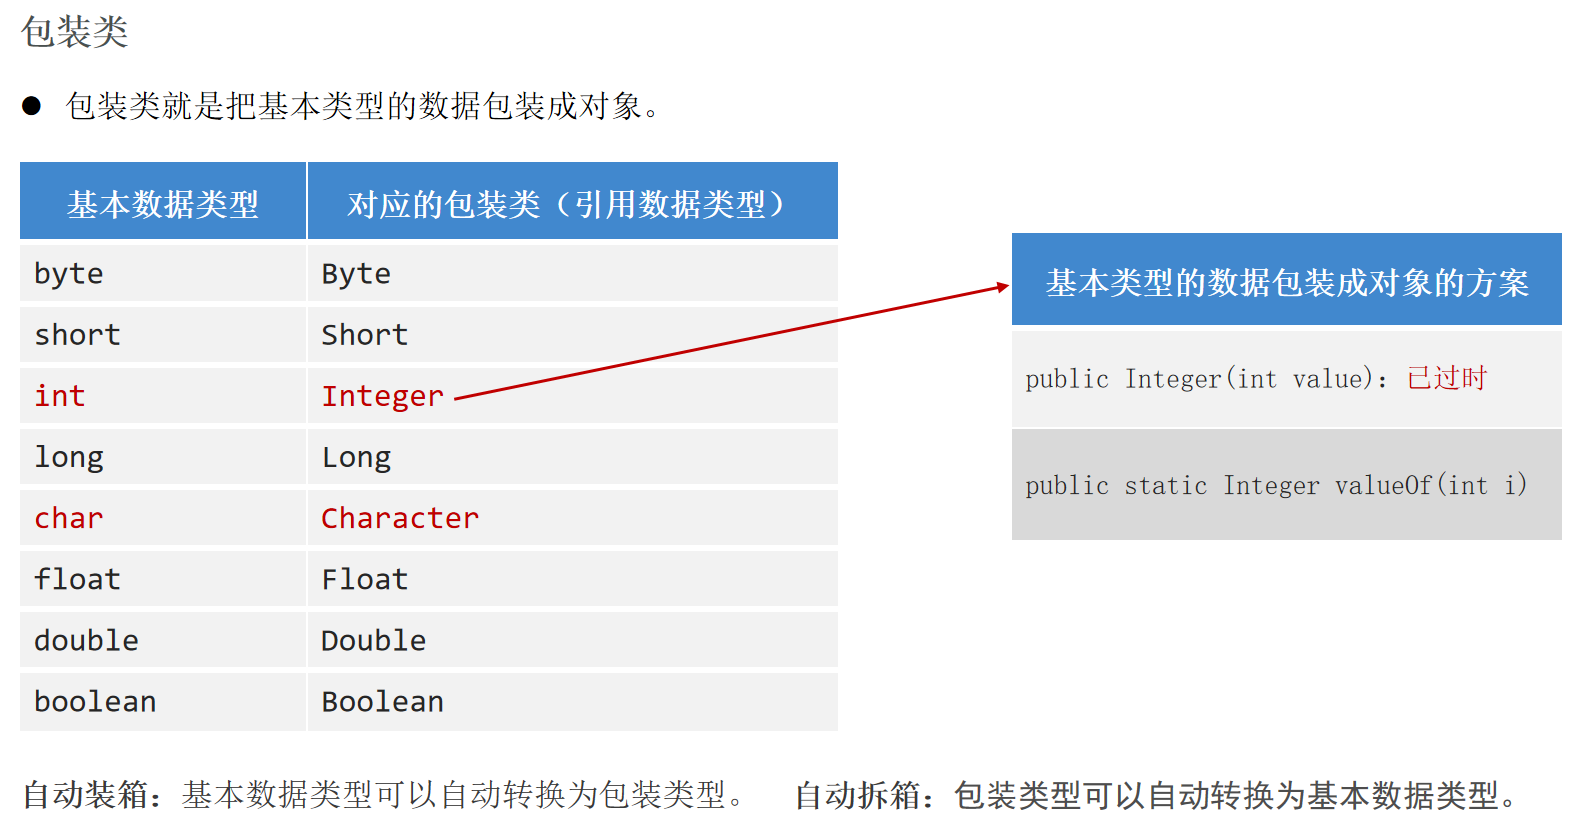 包装类
● 包装类就是把基本类型的数据包装成对象。
基本数据类型 对应的包装类（引用数据类型）
byte Byte
short Short
int Integer
long Long
char Character
float Float
double Double
boolean Boolean
基本类型的数据包装成对象的方案
public Integer(int value)：已过时
public static Integer valueOf(int i)
自动装箱：基本数据类型可以自动转换为包装类型。 自动拆箱：包装类型可以自动转换为基本数据类型。